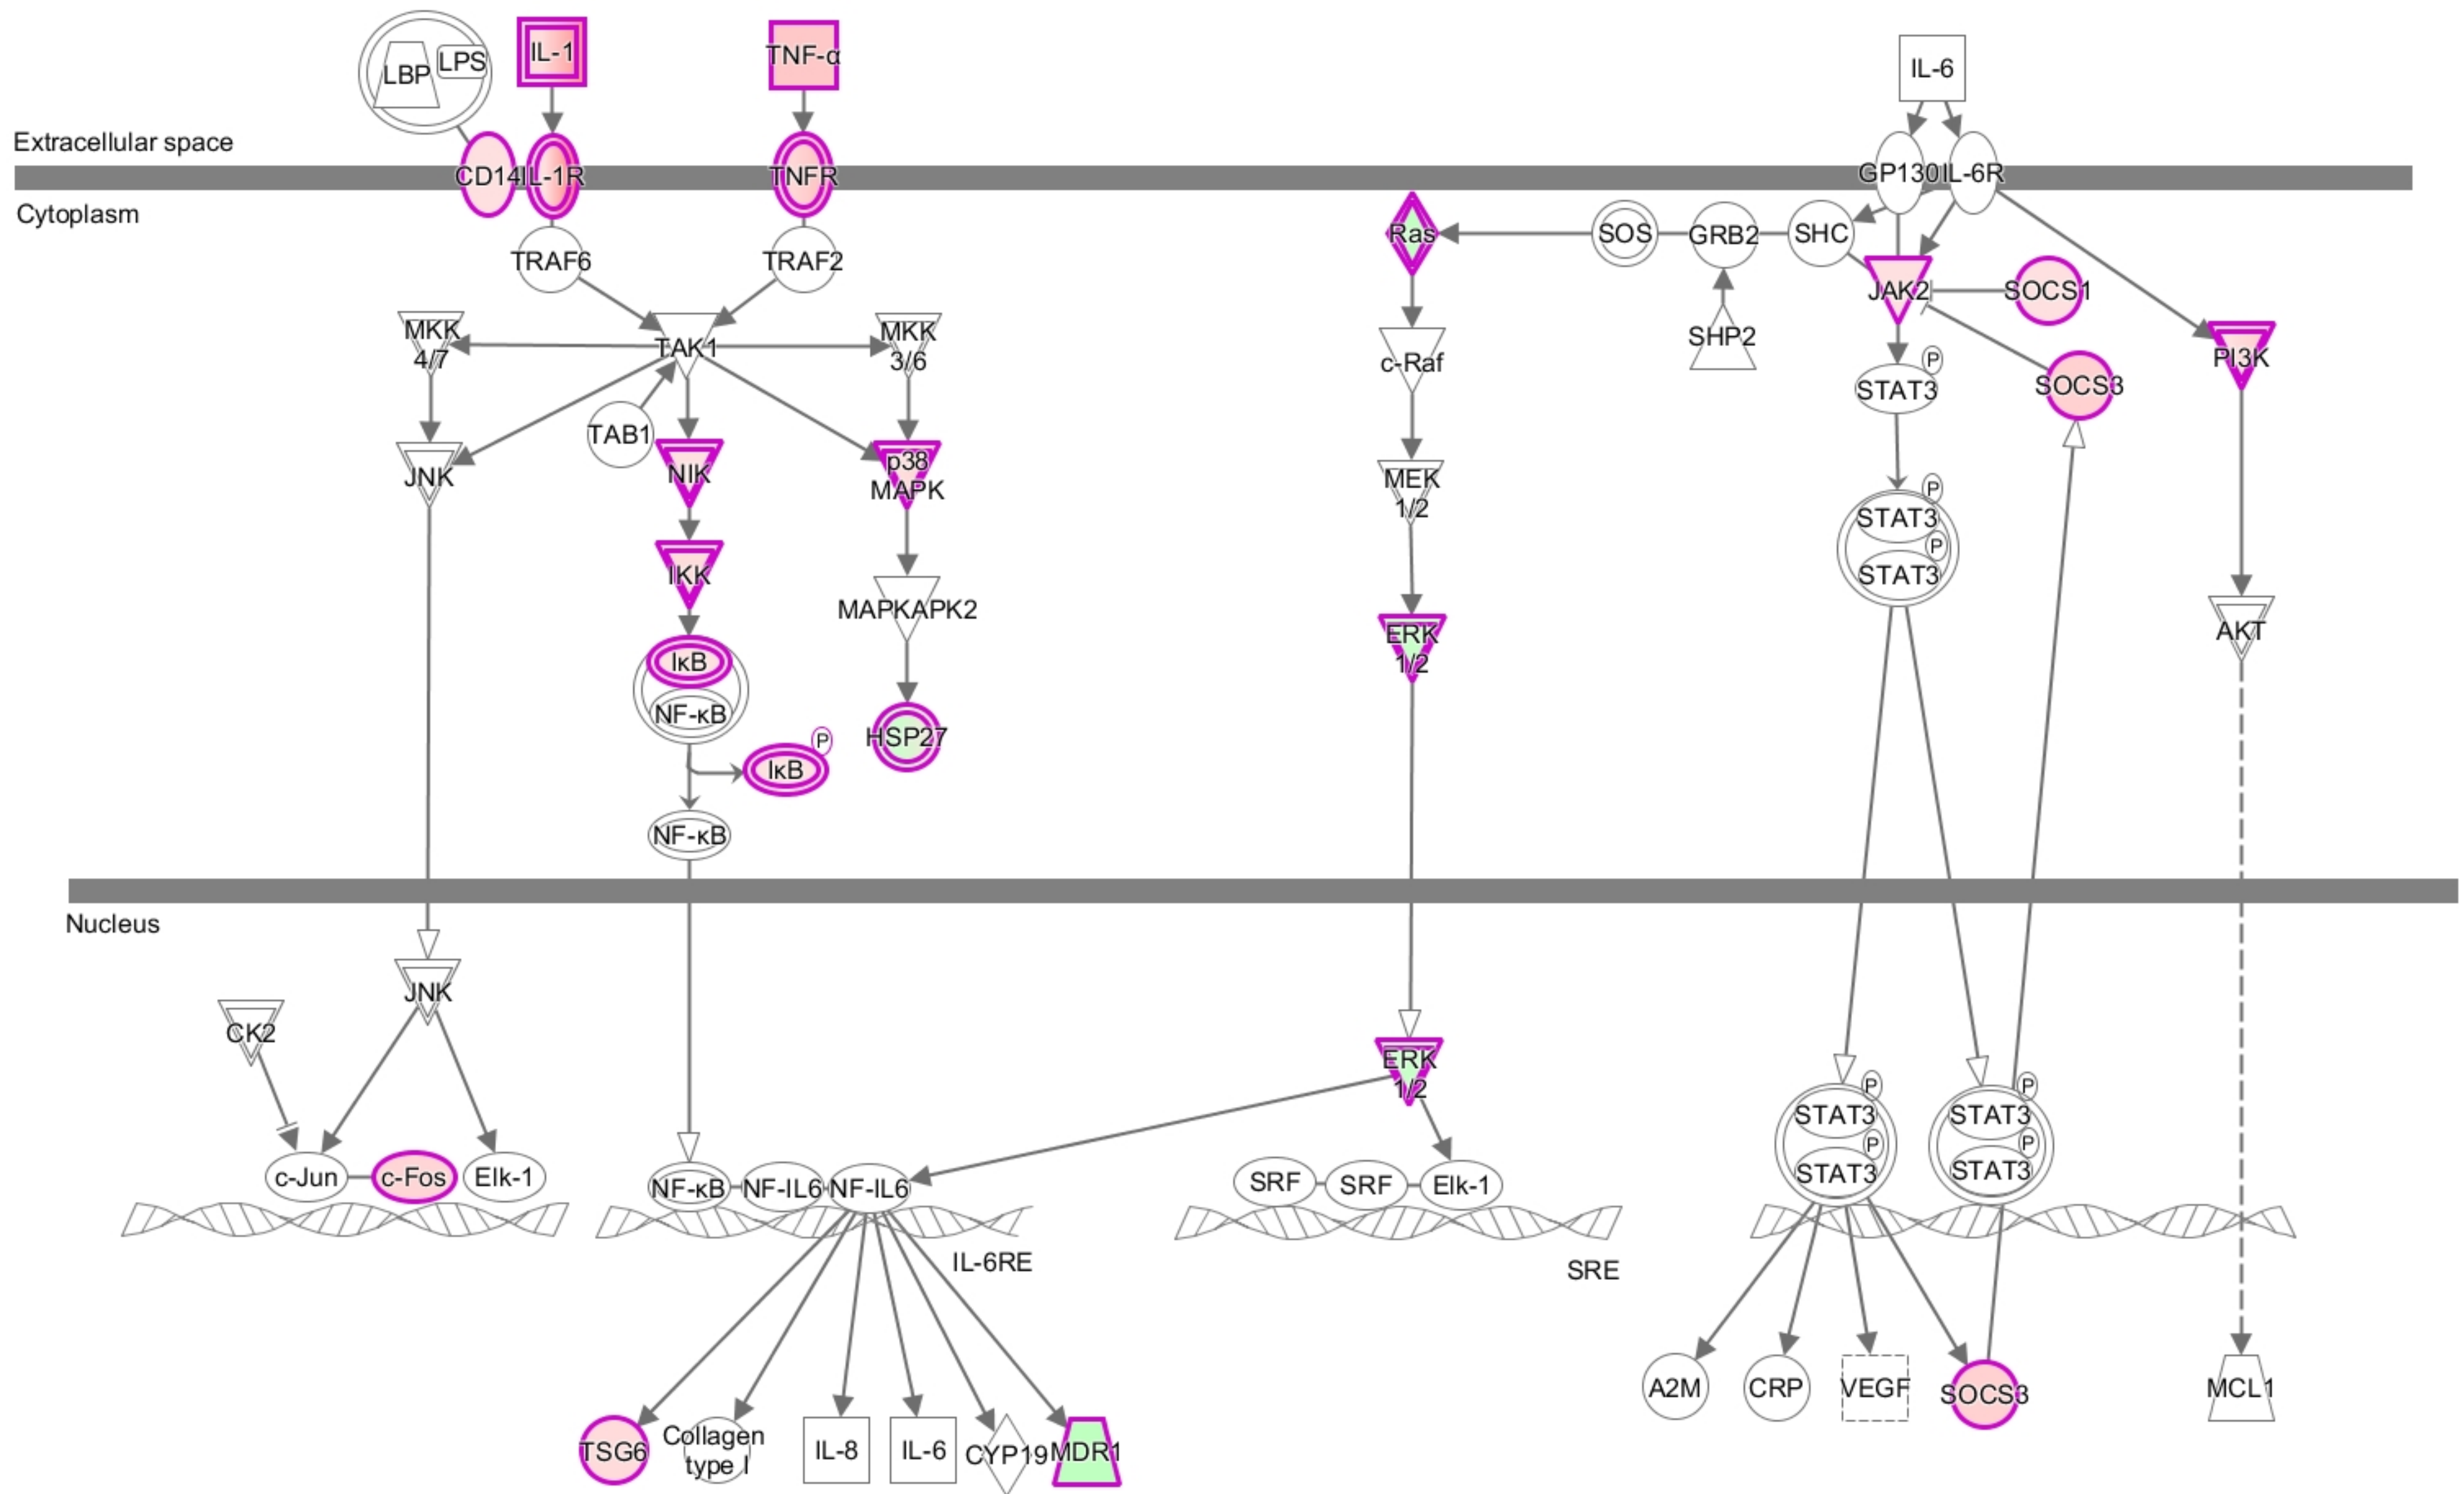 LBP
LPS
IL-1
TNF-α
IL-6
Extracellular space
CD14
IL-1R
TNFR
GP130
IL-6R
Cytoplasm
Ras
SOS
GRB2
SHC
TRAF6
TRAF2
JAK2
SOCS1
MKK
4/7
TAK1
MKK
3/6
c-Raf
SHP2
PI3K
P
STAT3
SOCS3
TAB1
JNK
NIK
p38
MAPK
MEK
1/2
P
STAT3
P
STAT3
IKK
MAPKAPK2
ERK
1/2
AKT
IκB
NF-κB
P
IκB
HSP27
NF-κB
Nucleus
JNK
CK2
ERK
1/2
P
STAT3
P
STAT3
P
STAT3
P
STAT3
c-Jun
c-Fos
Elk-1
NF-κB
NF-IL6
NF-IL6
SRF
SRF
Elk-1
IL-6RE
SRE
A2M
CRP
VEGF
SOCS3
MCL1
TSG6
Collagen
type I
IL-8
IL-6
CYP19
MDR1